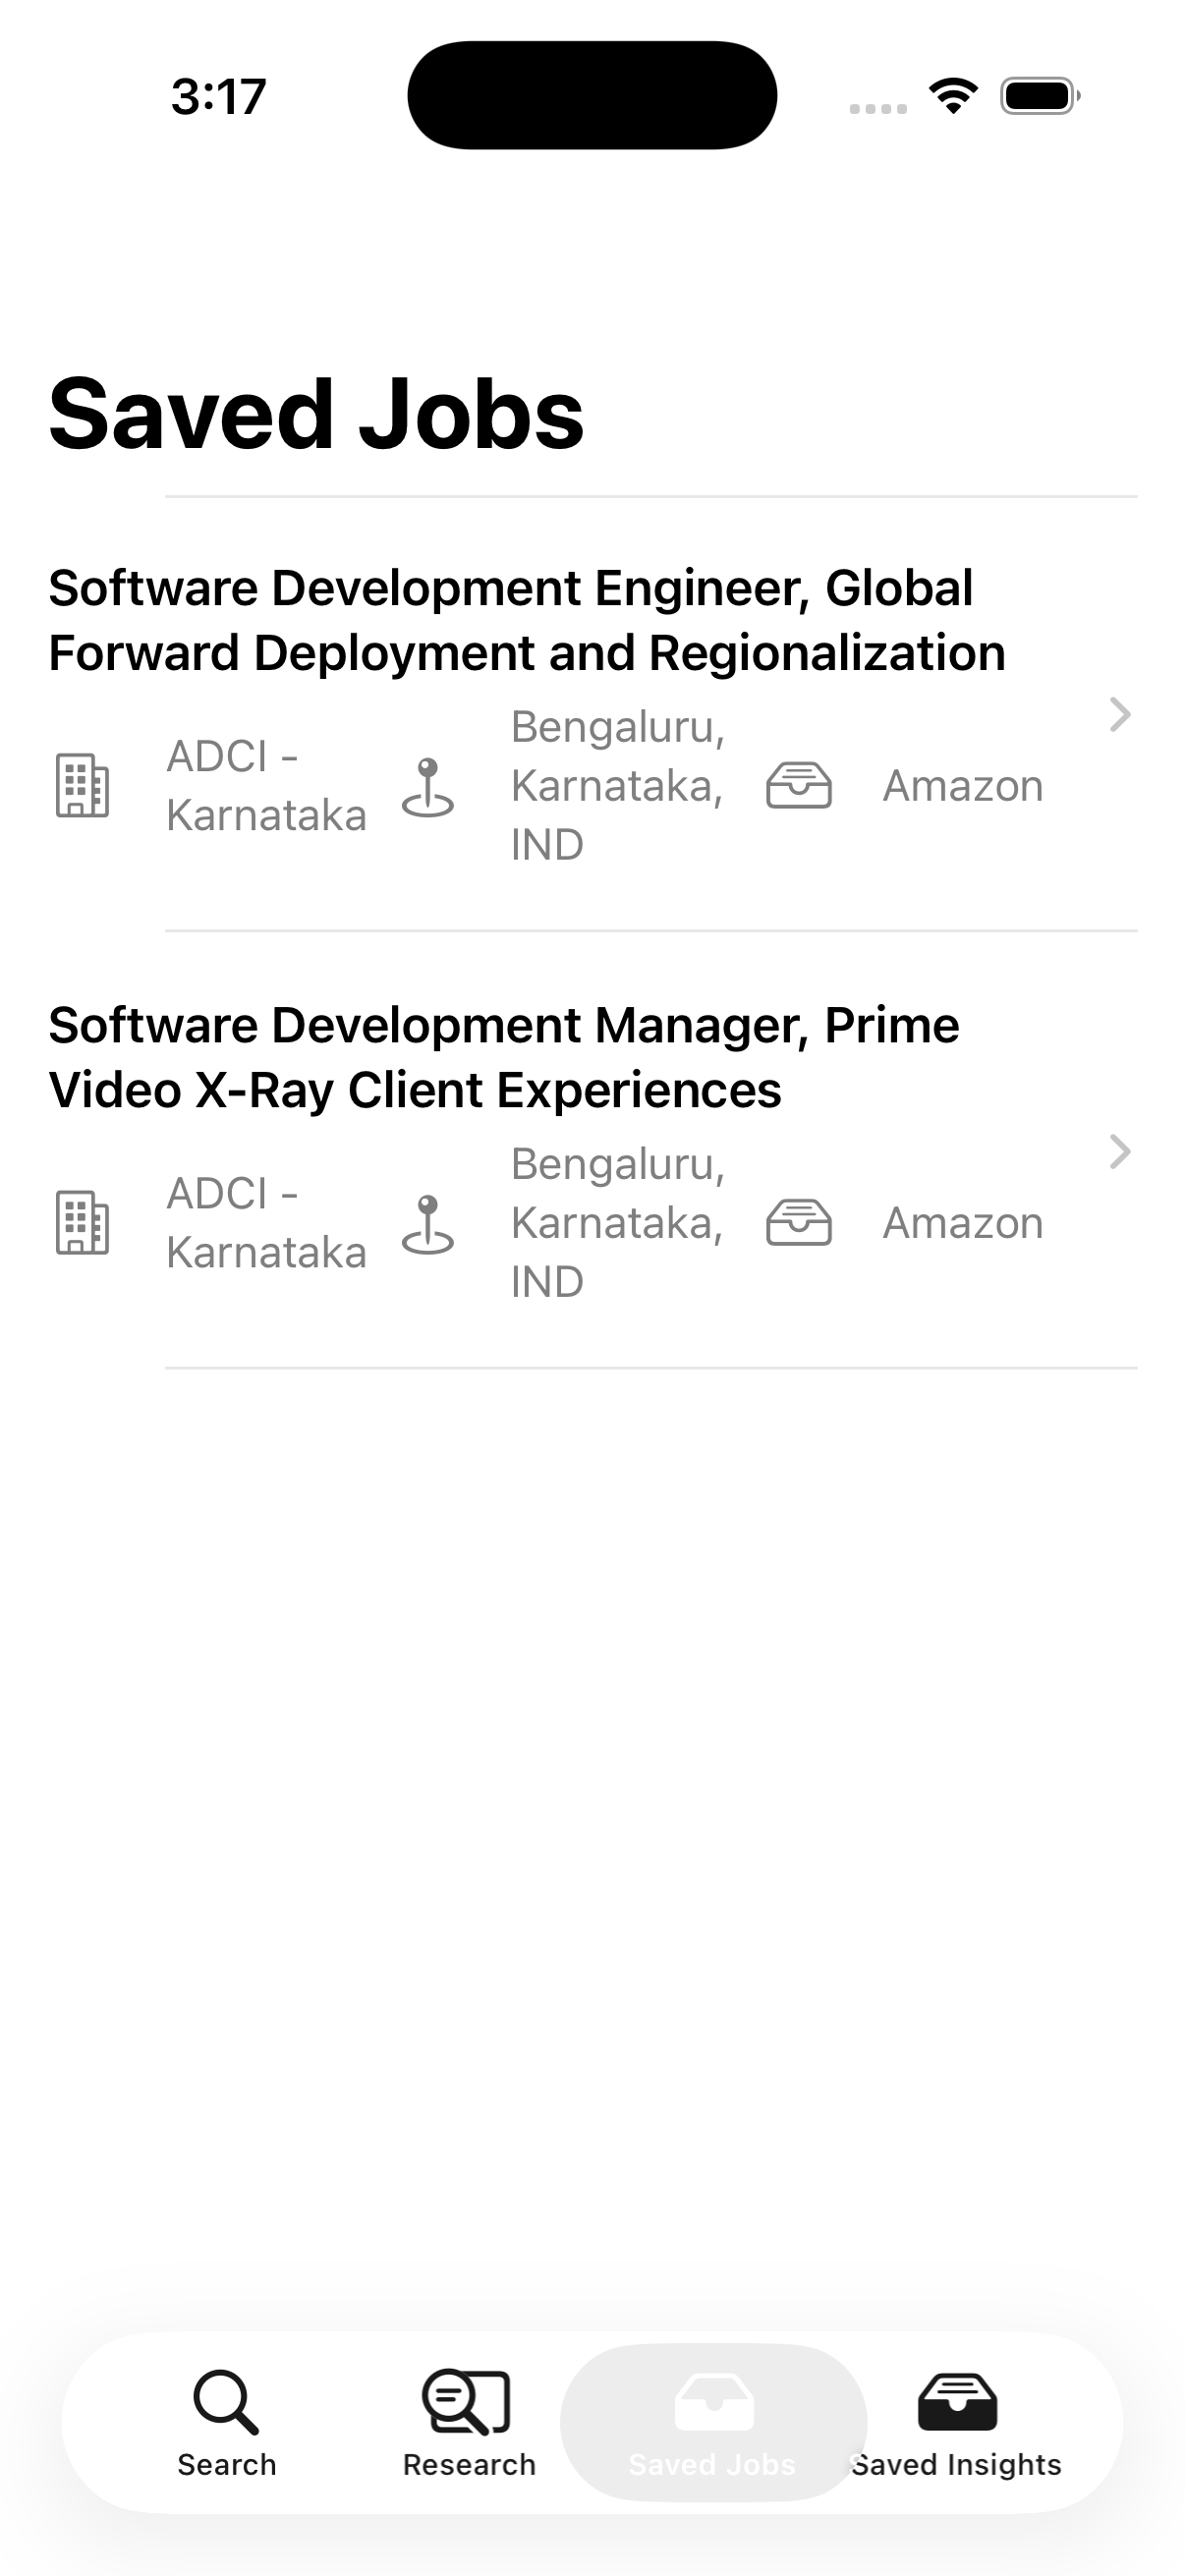 3:17
Saved Jobs
Software Development Engineer, Global
Forward Deployment and Regionalization
ADCI -
Karnataka
Bengaluru,
Karnataka,
IND
Amazon
Software Development Manager, Prime
Video X-Ray Client Experiences
ADCI -
Karnataka
Bengaluru,
Karnataka,
IND
Amazon
Search
Research
Saved Jobs
Saved Insights